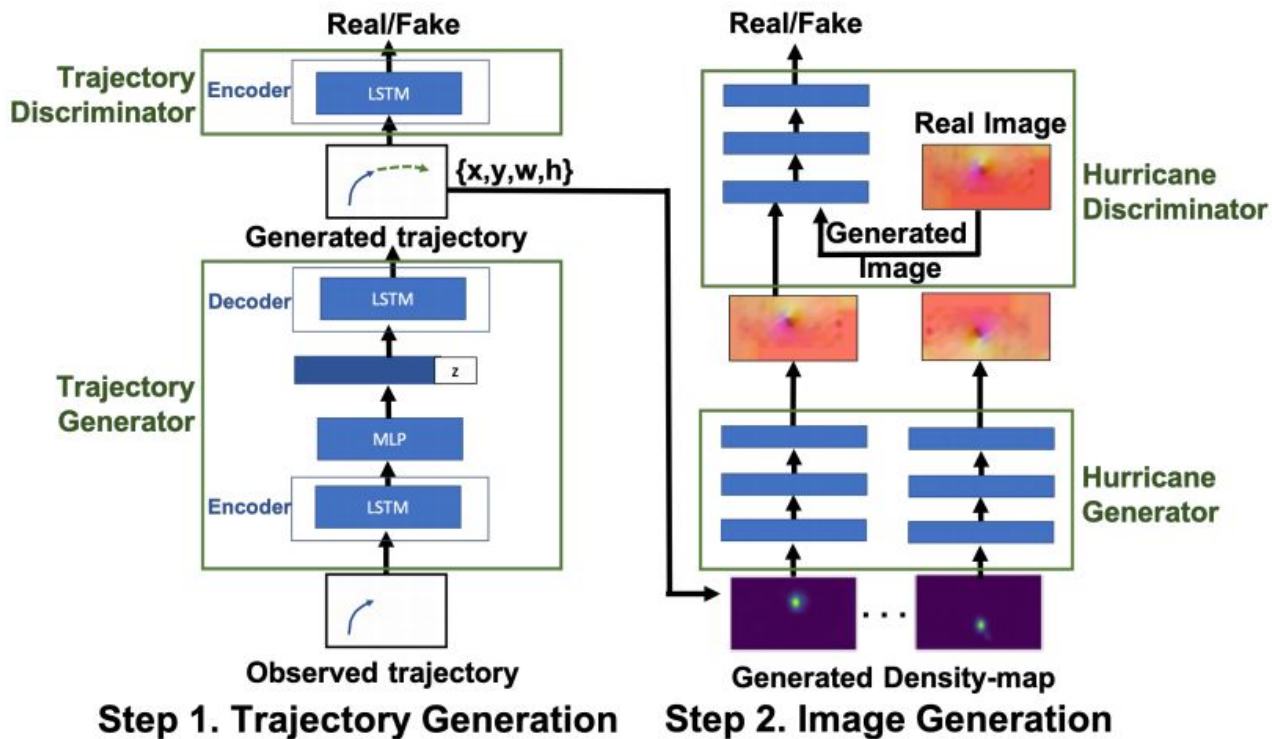 Real/Fake
Trajectory
Discriminator
Encoder
LSTM
{x,y,w,h}
Generated trajectory
Trajectory
Generator
Decoder
LSTM
z
MLP
Encoder
LSTM
Observed trajectory
Step 1. Trajectory Generation
Real/Fake
Real Image
Hurricane
Discriminator
Generated
Image
Hurricane
Generator
. . .
Generated Density-map
Step 2. Image Generation